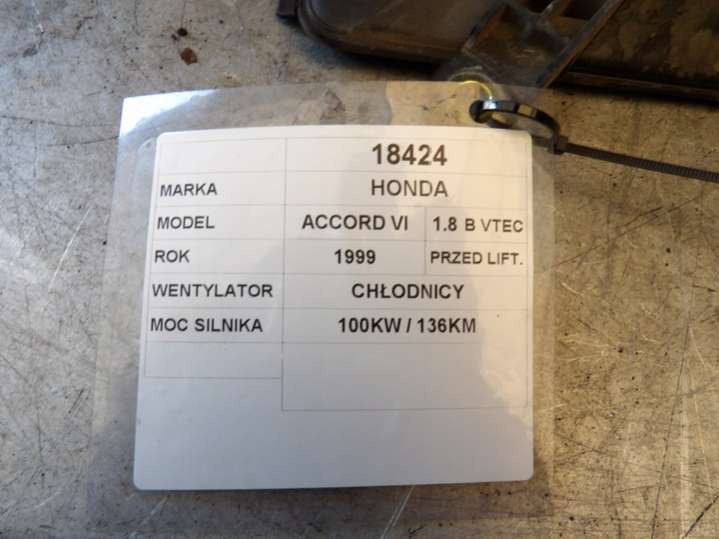 18424
MARKA HONDA
MODEL ACCORD VI 1.8 B VTEC
ROK 1999 PRZED LIFT.
WENTYLATOR CHŁODNICY
MOC SILNIKA 100KW / 136KM